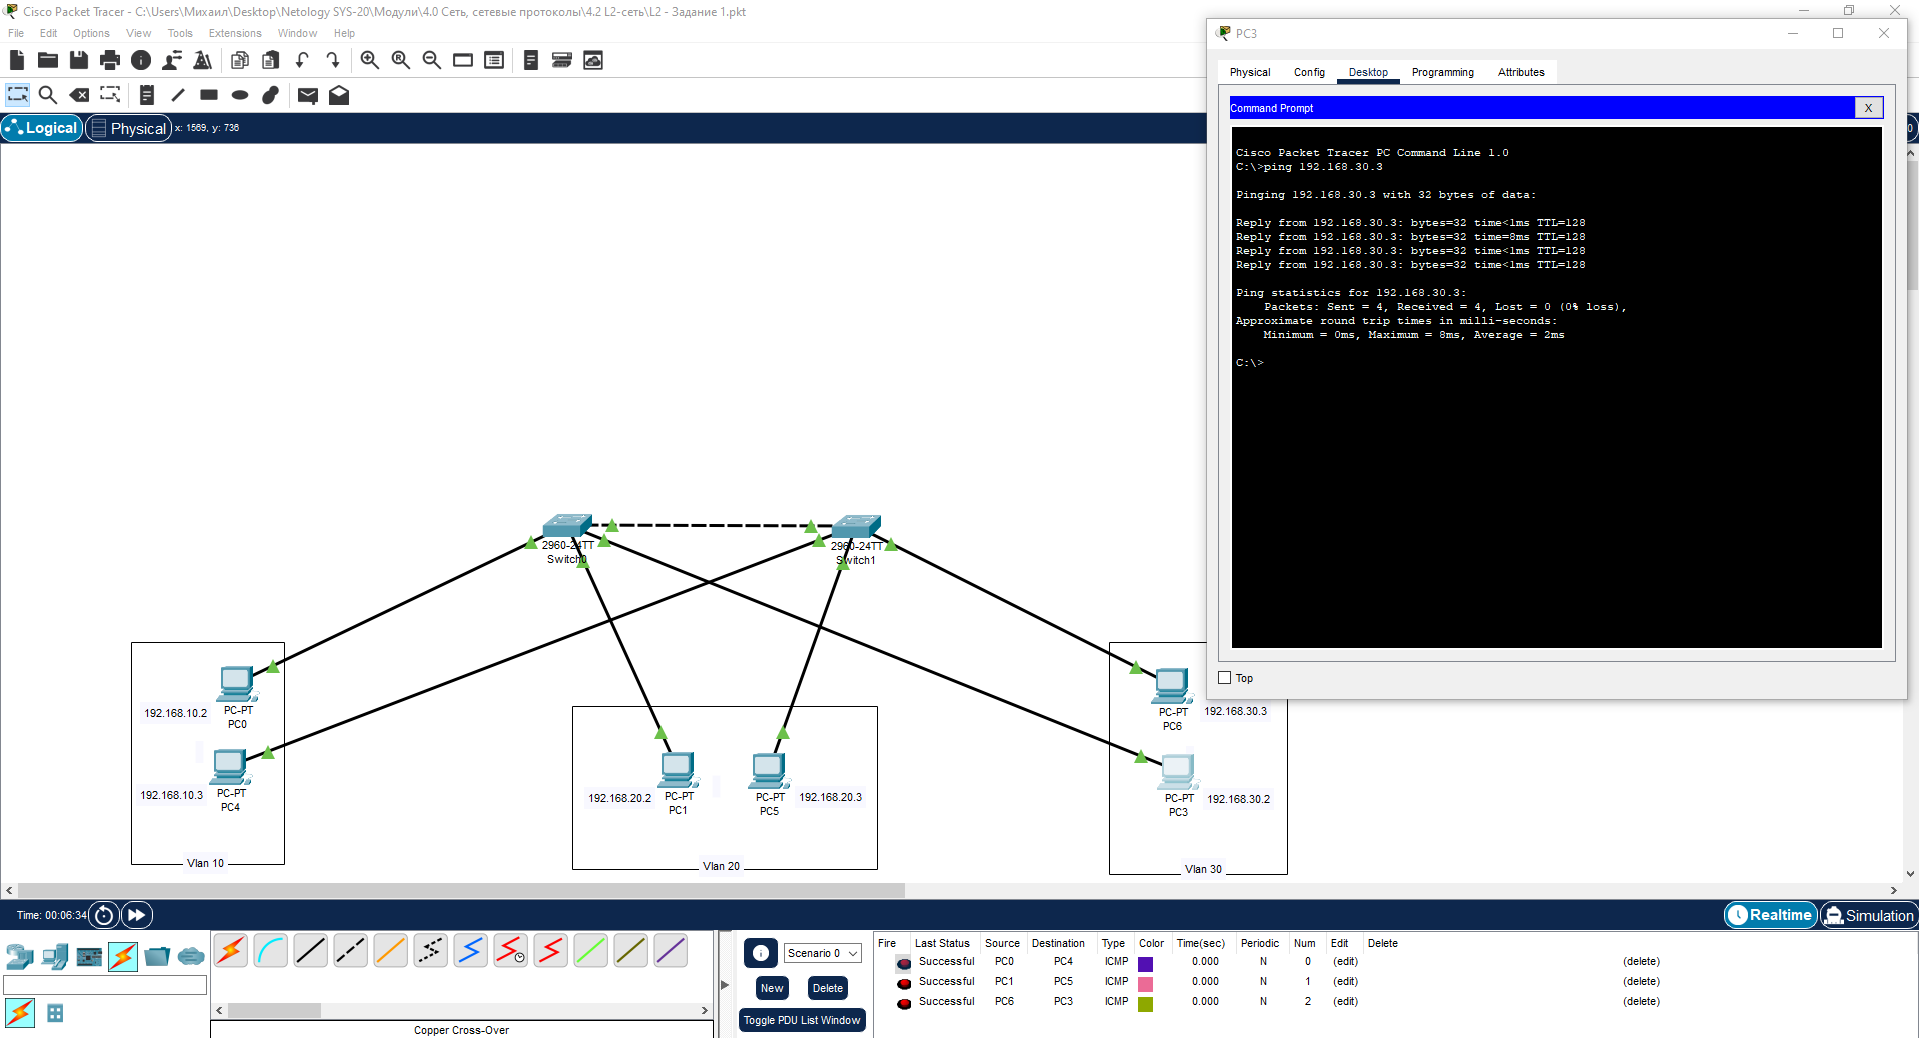 Cisco Packet Tracer - C:\Users\Михаил\Desktop\Netology SYS-20\Модули\4.0 Сеть, сетевые протоколы\4.2 L2-сеть\L2 - Задание 1.pkt
File Edit Options View Tools Extensions Window Help
Logical Physical x: 1569, y: 736
PC3
Physical Config Desktop Programming Attributes
Command Prompt X
Cisco Packet Tracer PC Command Line 1.0
C:\>ping 192.168.30.3
Pinging 192.168.30.3 with 32 bytes of data:
Reply from 192.168.30.3: bytes=32 time<1ms TTL=128
Reply from 192.168.30.3: bytes=32 time=8ms TTL=128
Reply from 192.168.30.3: bytes=32 time<1ms TTL=128
Reply from 192.168.30.3: bytes=32 time<1ms TTL=128
Ping statistics for 192.168.30.3:
Packets: Sent = 4, Received = 4, Lost = 0 (0% loss),
Approximate round trip times in milli-seconds:
Minimum = 0ms, Maximum = 8ms, Average = 2ms
C:\>
Top
2960-24TT
Switch0
2960-24TT
Switch1
192.168.10.2
PC-PT
PC0
192.168.10.3
PC-PT
PC4
Vlan 10
192.168.20.2
PC-PT
PC1
PC-PT
PC5
192.168.20.3
Vlan 20
PC-PT
PC6
192.168.30.3
PC-PT
PC3
192.168.30.2
Vlan 30
Time: 00:06:34
Realtime Simulation
Copper Cross-Over
Scenario 0
New Delete
Toggle PDU List Window
Fire Last Status Source Destination Type Color Time(sec) Periodic Num Edit Delete
Successful PC0 PC4 ICMP 0.000 N 0 (edit) (delete)
Successful PC1 PC5 ICMP 0.000 N 1 (edit) (delete)
Successful PC6 PC3 ICMP 0.000 N 2 (edit) (delete)